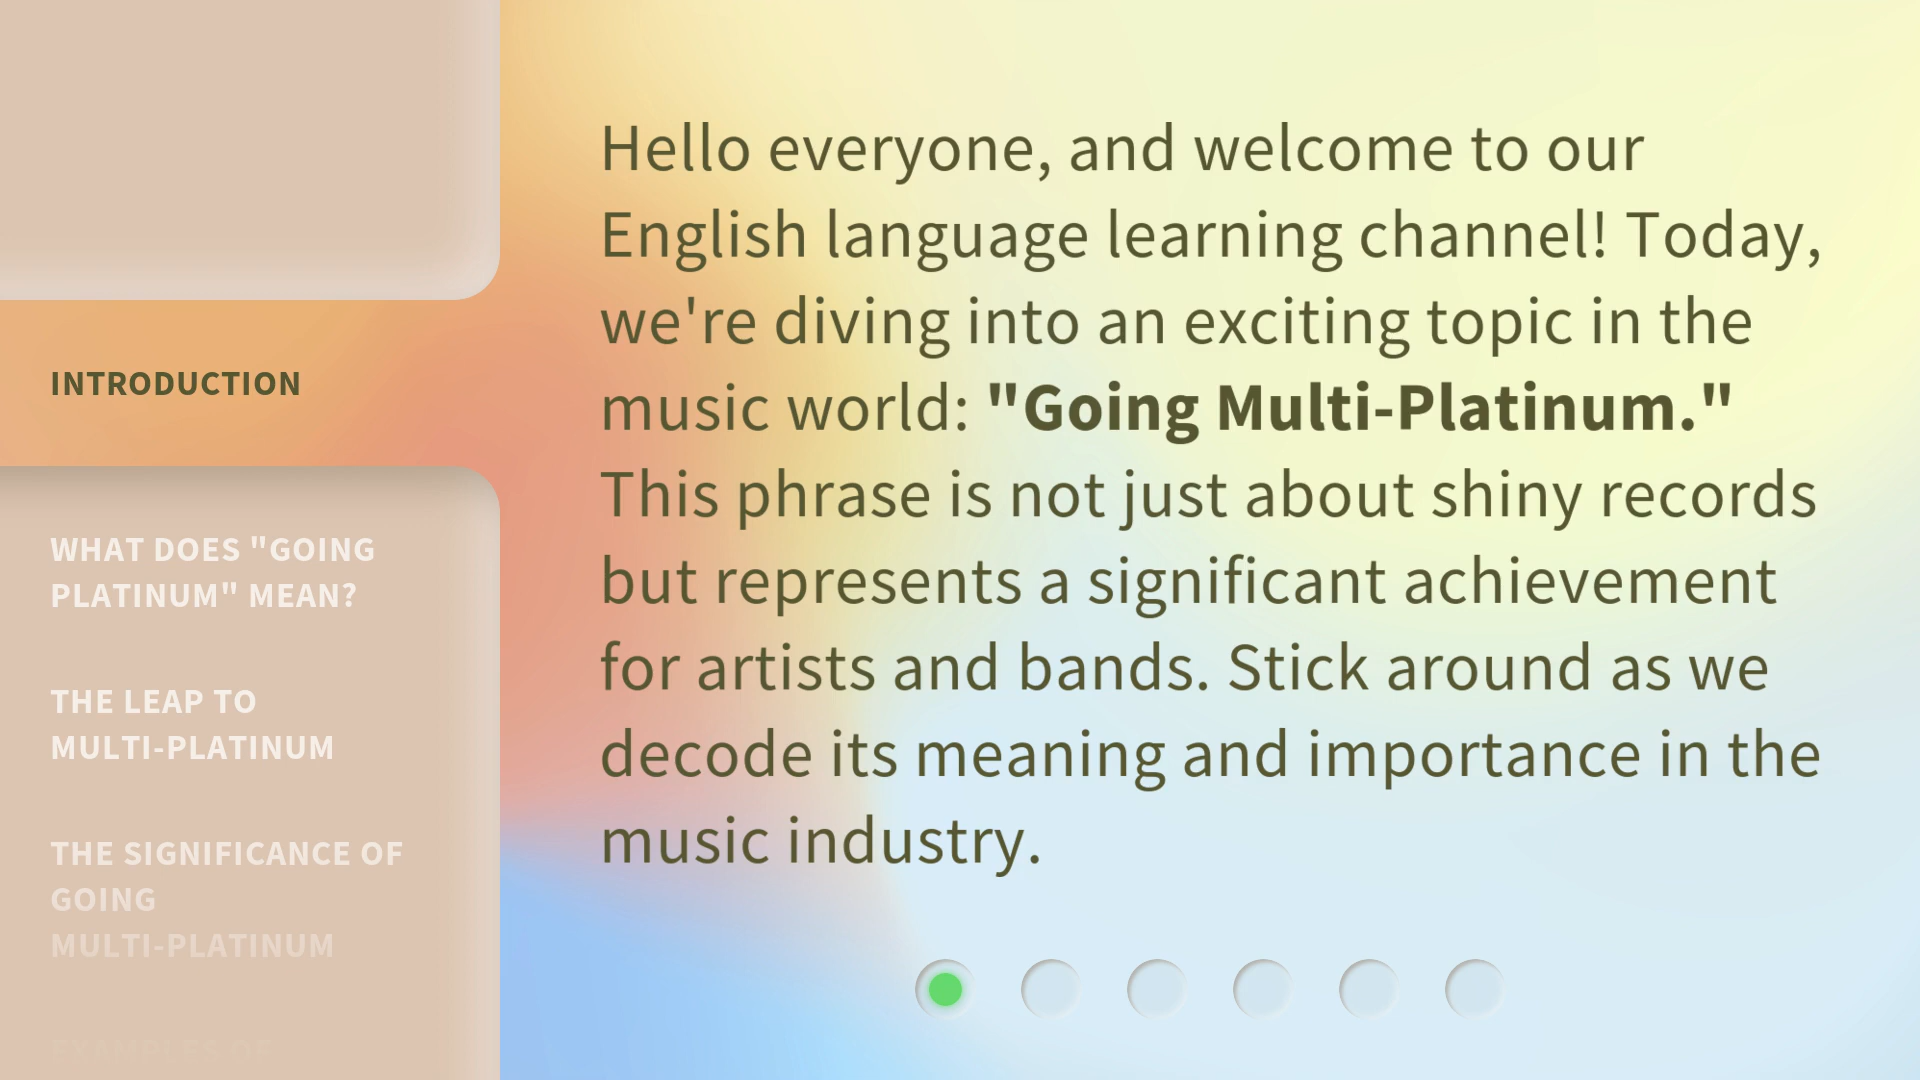 INTRODUCTION
WHAT DOES "GOING
PLATINUM" MEAN?
THE LEAP TO
MULTI-PLATINUM
THE SIGNIFICANCE OF
GOING
MULTI-PLATINUM
EXAMPLES OF
Hello everyone, and welcome to our
English language learning channel! Today,
we're diving into an exciting topic in the
music world: "Going Multi-Platinum."
This phrase is not just about shiny records
but represents a significant achievement
for artists and bands. Stick around as we
decode its meaning and importance in the
music industry.